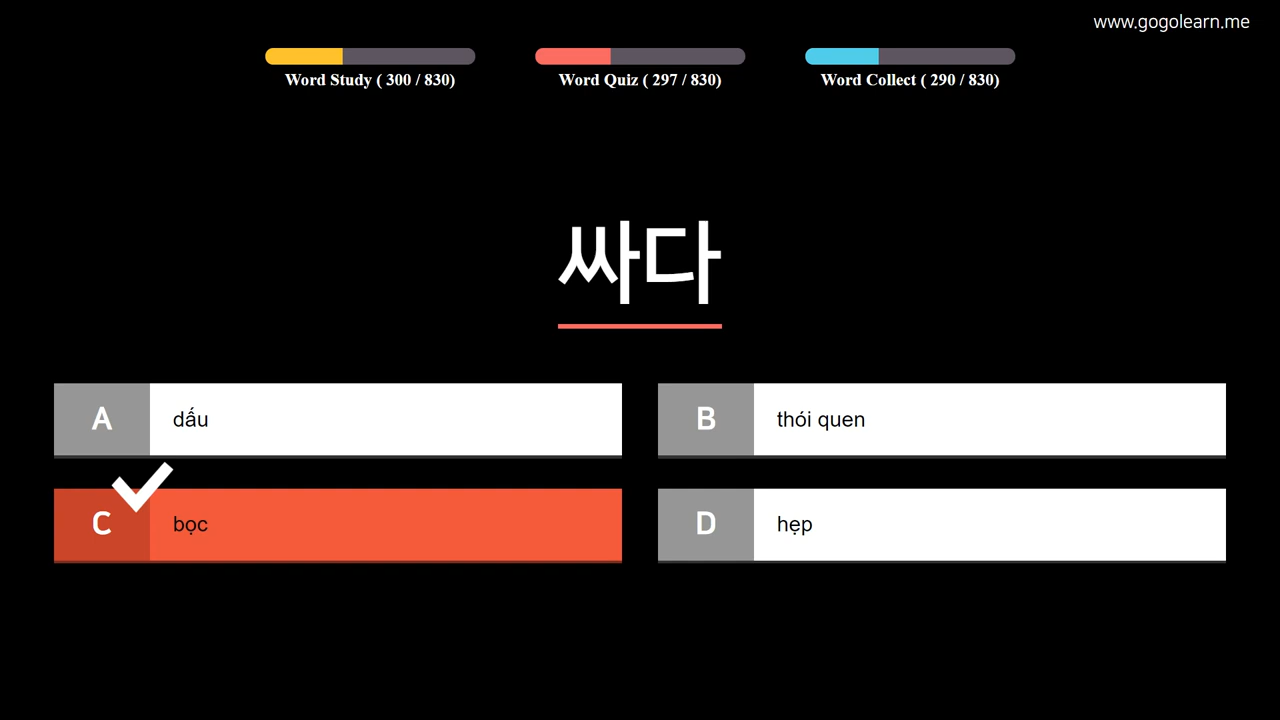 www.gogolearn.me
Word Study ( 300 / 830)
Word Quiz ( 297 / 830)
Word Collect ( 290 / 830)
싸다
A dấu
B thói quen
C bọc
D hẹp